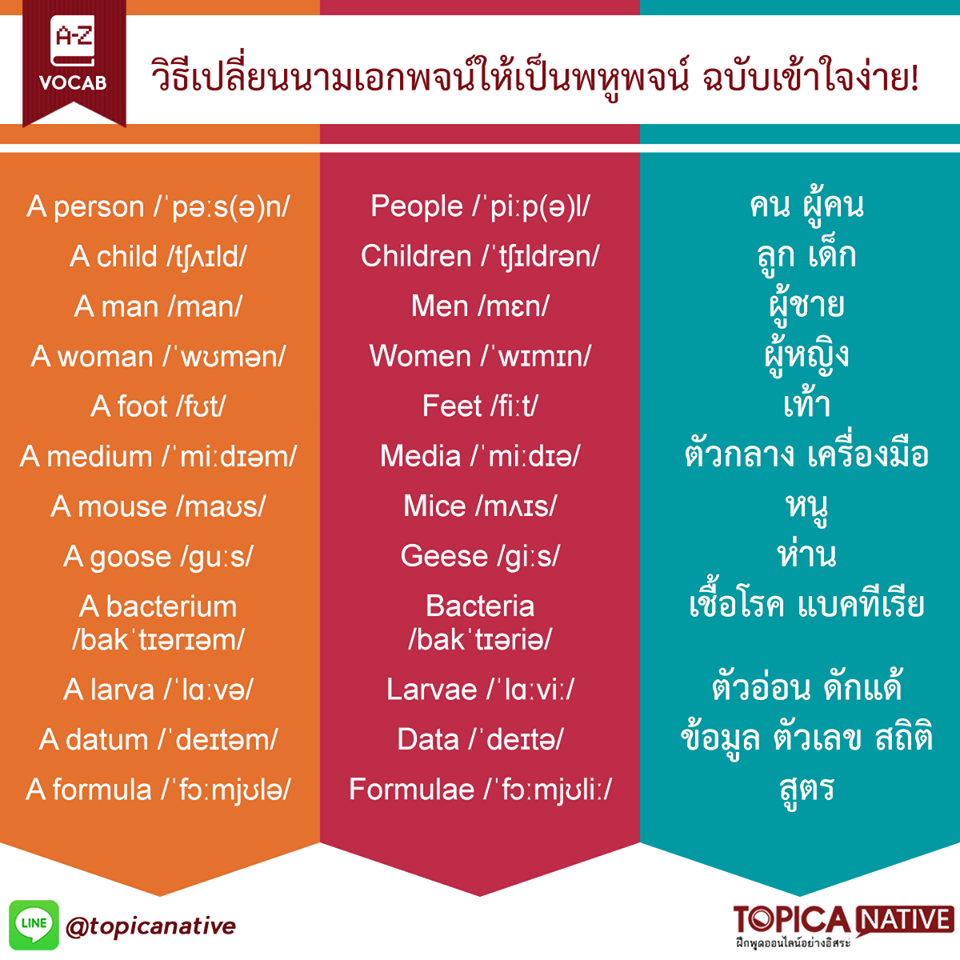 A-Z
VOCAB
วิธีเปลี่ยนนามเอกพจน์ให้เป็นพหูพจน์ ฉบับเข้าใจง่าย!
A person /ˈpəːs(ə)n/ People /ˈpiːp(ə)l/ คน ผู้คน
A child /tʃʌɪld/ Children /ˈtʃɪldrən/ ลูก เด็ก
A man /man/ Men /mɛn/ ผู้ชาย
A woman /ˈwʊmən/ Women /ˈwɪmɪn/ ผู้หญิง
A foot /fʊt/ Feet /fiːt/ เท้า
A medium /ˈmiːdɪəm/ Media /ˈmiːdɪə/ ตัวกลาง เครื่องมือ
A mouse /maʊs/ Mice /mʌɪs/ หนู
A goose /ɡuːs/ Geese /ɡiːs/ ห่าน
A bacterium Bacteria เชื้อโรค แบคทีเรีย
/bakˈtɪərɪəm/ /bakˈtɪəriə/
A larva /ˈlɑːvə/ Larvae /ˈlɑːviː/ ตัวอ่อน ดักแด้
A datum /ˈdeɪtəm/ Data /ˈdeɪtə/ ข้อมูล ตัวเลข สถิติ
A formula /ˈfɔːmjʊlə/ Formulae /ˈfɔːmjʊliː/ สูตร
LINE @topicanative
TOPICA NATIVE
ฝึกพูดออนไลน์อย่างอิสระ